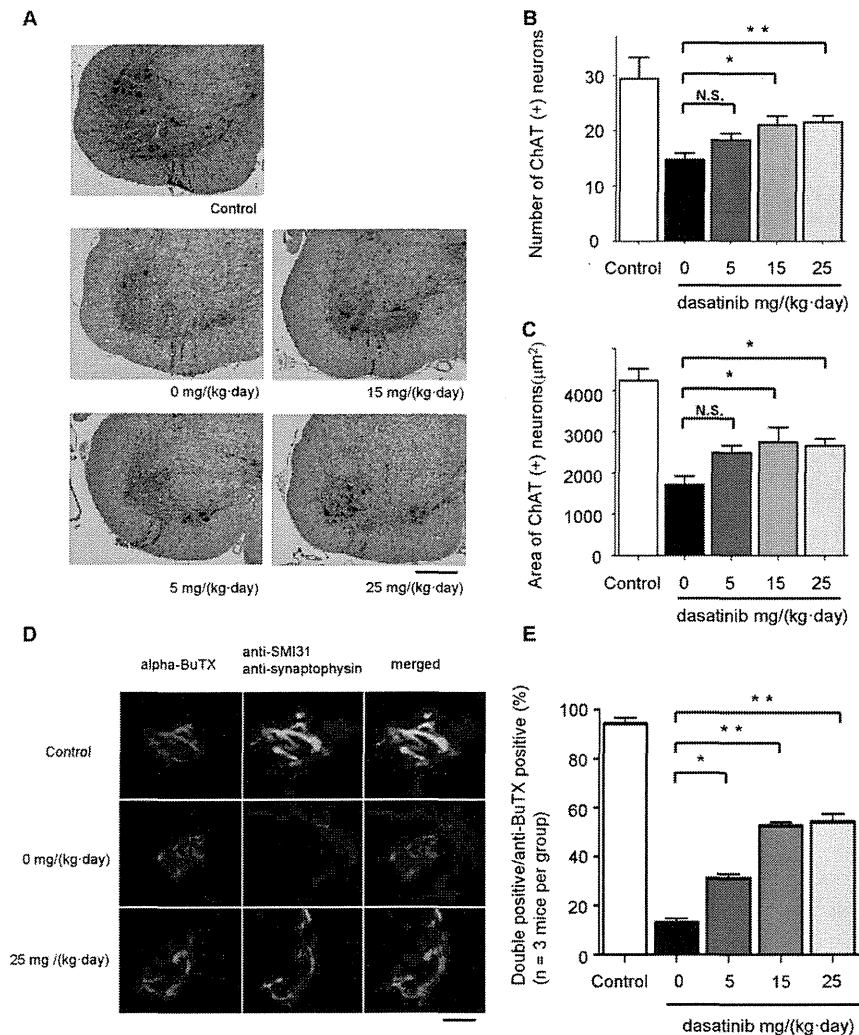 A
Control
0 mg/(kg·day)
15 mg/(kg·day)
5 mg/(kg·day)
25 mg/(kg·day)
B
Number of ChAT (+) neurons
30
20
10
0
* *
*
N.S.
Control
0
5
15
25
dasatinib mg/(kg·day)
C
Area of ChAT (+) neurons(μm²)
4000
3000
2000
1000
0
*
*
N.S.
Control
0
5
15
25
dasatinib mg/(kg·day)
D
alpha-BuTX
anti-SMI31
anti-synaptophysin
merged
Control
0 mg/(kg·day)
25 mg /(kg·day)
E
Double positive/anti-BuTX positive (%)
(n = 3 mice per group)
100
80
60
40
20
0
* *
* *
*
Control
0
5
15
25
dasatinib mg/(kg·day)